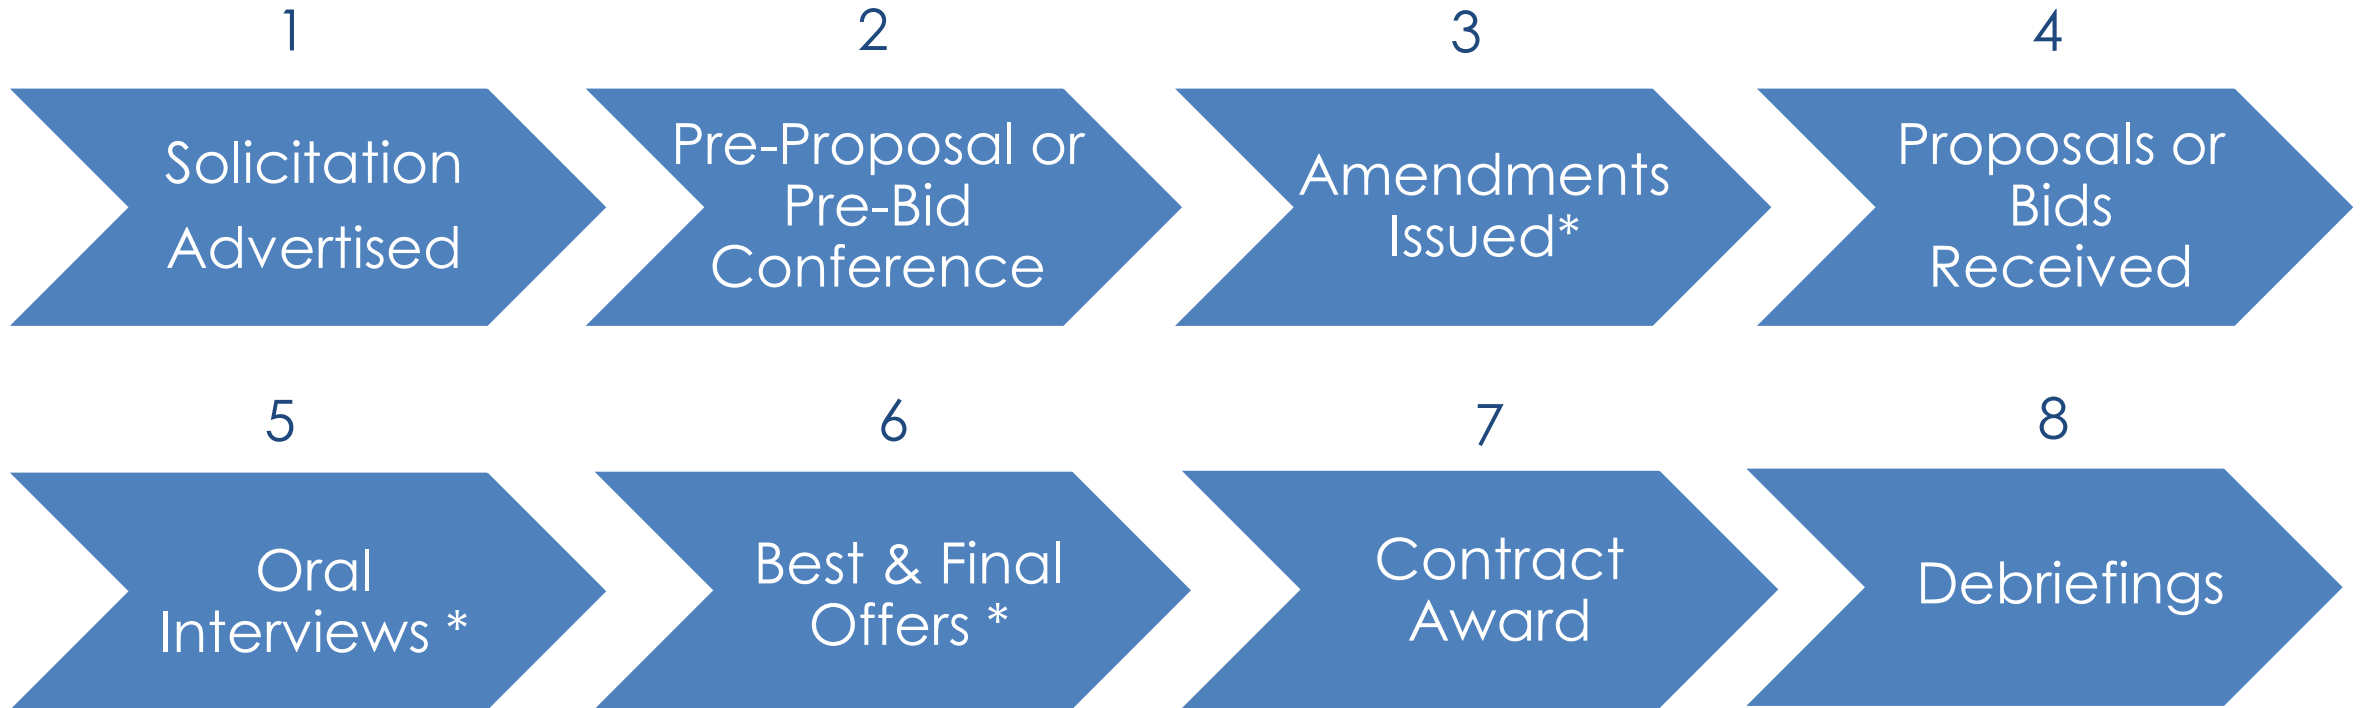 1
Solicitation
Advertised
2
Pre-Proposal or
Pre-Bid
Conference
3
Amendments
Issued*
4
Proposals or
Bids
Received
5
Oral
Interviews *
6
Best & Final
Offers *
7
Contract
Award
8
Debriefings